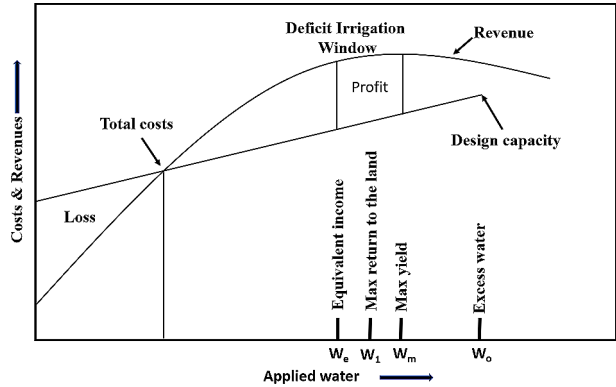 Deficit Irrigation
Window
Revenue
Profit
Total costs
Design capacity
Loss
Costs & Revenues
Equivalent income
Max return to the land
Max yield
Excess water
We
W1
Wm
Wo
Applied water